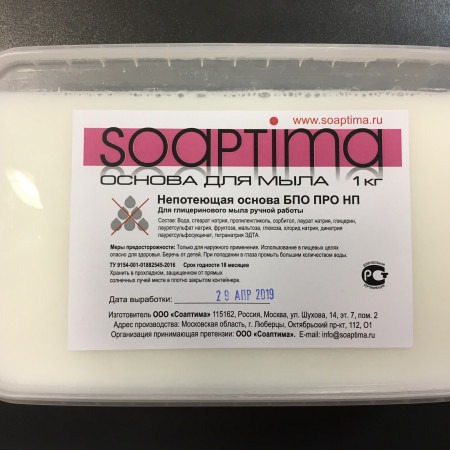 www.soaptima.ru
soaptima
ОСНОВА ДЛЯ МЫЛА 1 кг
Непотеющая основа БПО ПРО НП
Для глицеринового мыла ручной работы
Состав: Вода, стеарат натрия, пропиленгликоль, сорбитол, лаурат натрия, глицерин,
лауретсульфат натрия, фруктоза, мальтоза, глюкоза, хлорид натрия, динатрия
лауретсульфосукцинат, тетранатрия ЭДТА.
Меры предосторожности: Только для наружного применения. Использование в пищевых целях
опасно для здоровья. Беречь от детей. При попадании в глаза промыть большим количеством воды.
ТУ 9154-001-01882545-2016 Срок годности 18 месяцев
Хранить в прохладном, защищенном от прямых
солнечных лучей месте в плотно закрытом контейнере.
РСТ
Дата выработки: 29 АПР 2019
Изготовитель ООО «Соаптима» 115162, Россия, Москва, ул. Шухова, 14, эт. 7, пом. 2
Адрес производства: Московская область, г. Люберцы, Октябрьский пр-кт, 112, О1
Организация принимающая претензии ООО «Соаптима». E-mail: info@soaptima.ru